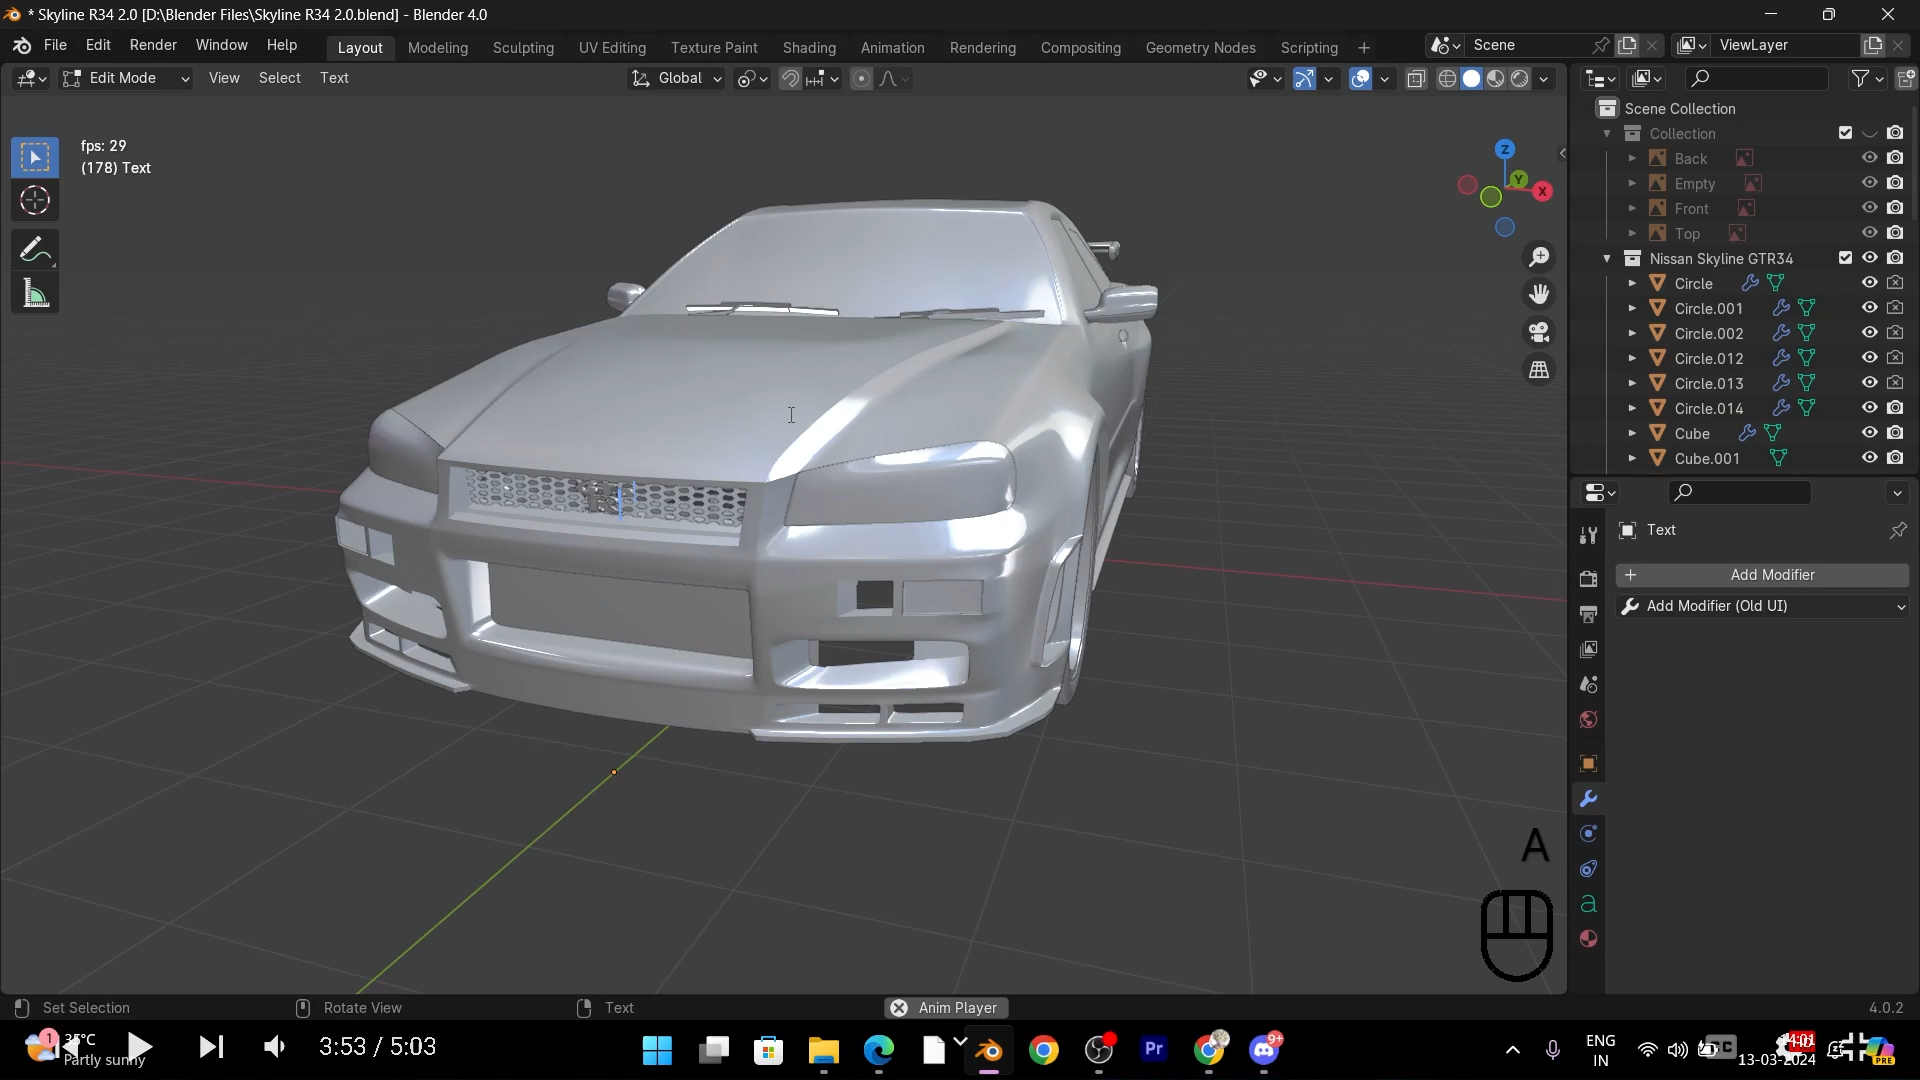 * Skyline R34 2.0 [D:\Blender Files\Skyline R34 2.0.blend] - Blender 4.0
File Edit Render Window Help Layout Modeling Sculpting UV Editing Texture Paint Shading Animation Rendering Compositing Geometry Nodes Scripting + Scene ViewLayer
Edit Mode View Select Text Global
fps: 29
(178) Text
Z
Y
X
Scene Collection
Collection
Back
Empty
Front
Top
Nissan Skyline GTR34
Circle
Circle.001
Circle.002
Circle.012
Circle.013
Circle.014
Cube
Cube.001
Text
+ Add Modifier
Add Modifier (Old UI)
A
Set Selection Rotate View Text Anim Player 4.0.2
1
35°C
Partly sunny
3:53 / 5:03
Pr
9+
ENG
IN
13-03-2024
PRE